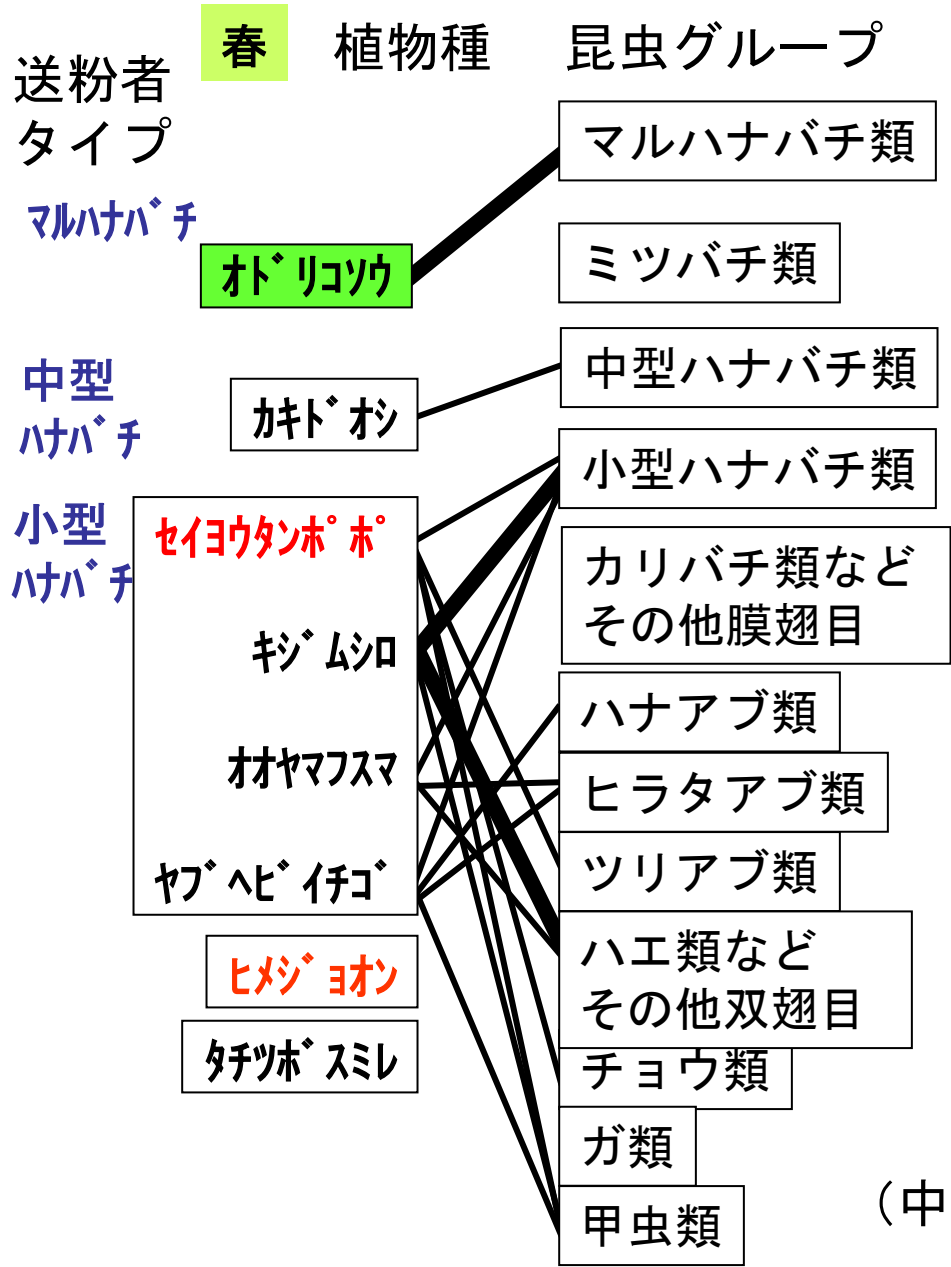 春 植物種 昆虫グループ
送粉者
タイプ
ﾏﾙﾊﾅﾊﾞﾁ
中型
ﾊﾅﾊﾞﾁ
小型
ﾊﾅﾊﾞﾁ
ｵﾄﾞﾘｺｿｳ
ｶｷﾄﾞｵｼ
ｾｲﾖｳﾀﾝﾎﾟﾎﾟ
ｷｼﾞﾑｼﾛ
ｵｵﾔﾏﾌｽﾏ
ﾔﾌﾞﾍﾋﾞｲﾁｺﾞ
ﾋﾒｼﾞｮｵﾝ
ﾀﾁﾂﾎﾞｽﾐﾚ
マルハナバチ類
ミツバチ類
中型ハナバチ類
小型ハナバチ類
カリバチ類など
その他膜翅目
ハナアブ類
ヒラタアブ類
ツリアブ類
ハエ類など
その他双翅目
チョウ類
ガ類
甲虫類
（中